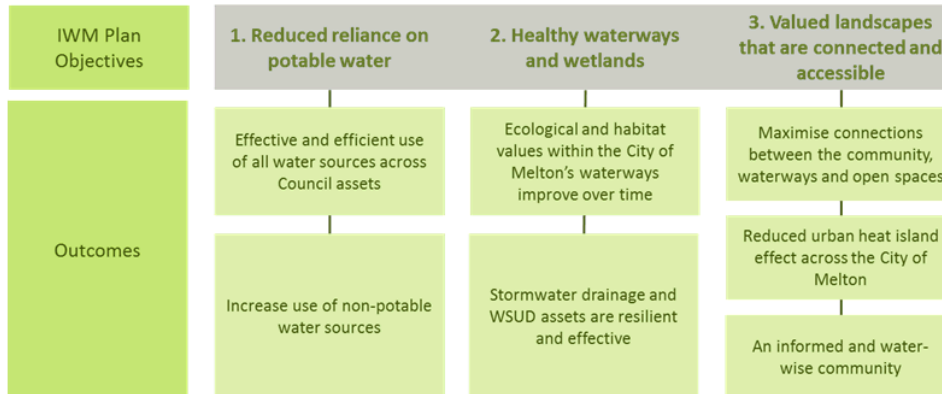 IWM Plan
Objectives
1. Reduced reliance on
potable water
2. Healthy waterways
and wetlands
3. Valued landscapes
that are connected and
accessible
Outcomes
Effective and efficient use
of all water sources across
Council assets
Increase use of non-potable
water sources
Ecological and habitat
values within the City of
Melton's waterways
improve over time
Stormwater drainage and
WSUD assets are resilient
and effective
Maximise connections
between the community,
waterways and open spaces
Reduced urban heat island
effect across the City of
Melton
An informed and water-
wise community